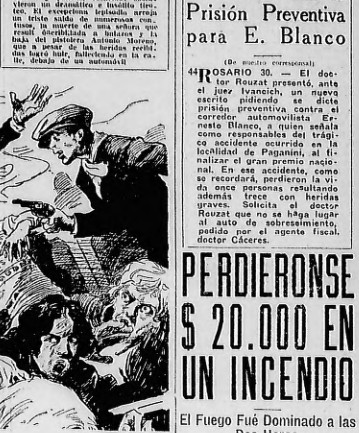 vieron un dramático e insólito tiro-
teo. El excepcional episodio arroja
un triste saldo de numerosos con-
tusos, la muerte de una señora que
resultó acribillada a balazos y la
baja del pistolero Antonio Moreno,
que a pesar de las heridas recibi-
das logró huir, falleciendo en la ca-
lle, debajo de un automóvil
Prisión Preventiva
para E. Blanco
(De nuestro corresponsal)
ROSARIO 30. — El doc-
tor Rouzat presentó, ante
el juez Ivancich, un nuevo
escrito pidiendo se dicte
prisión preventiva contra el
corredor automovilista Er-
nesto Blanco, a quien señala
como responsables del trági-
co accidente ocurrido en la
localidad de Paganini, al fi-
nalizar el gran premio nacio-
nal. En ese accidente, como
se recordará, perdieron la vi-
da once personas resultando
además trece con heridas
graves. Solicita el doctor
Rouzat que no se haga lugar
al auto de sobreseimiento,
pedido por el agente fiscal,
doctor Cáceres.
PERDIERONSE
$ 20.000 EN
UN INCENDIO
El Fuego Fué Dominado a las